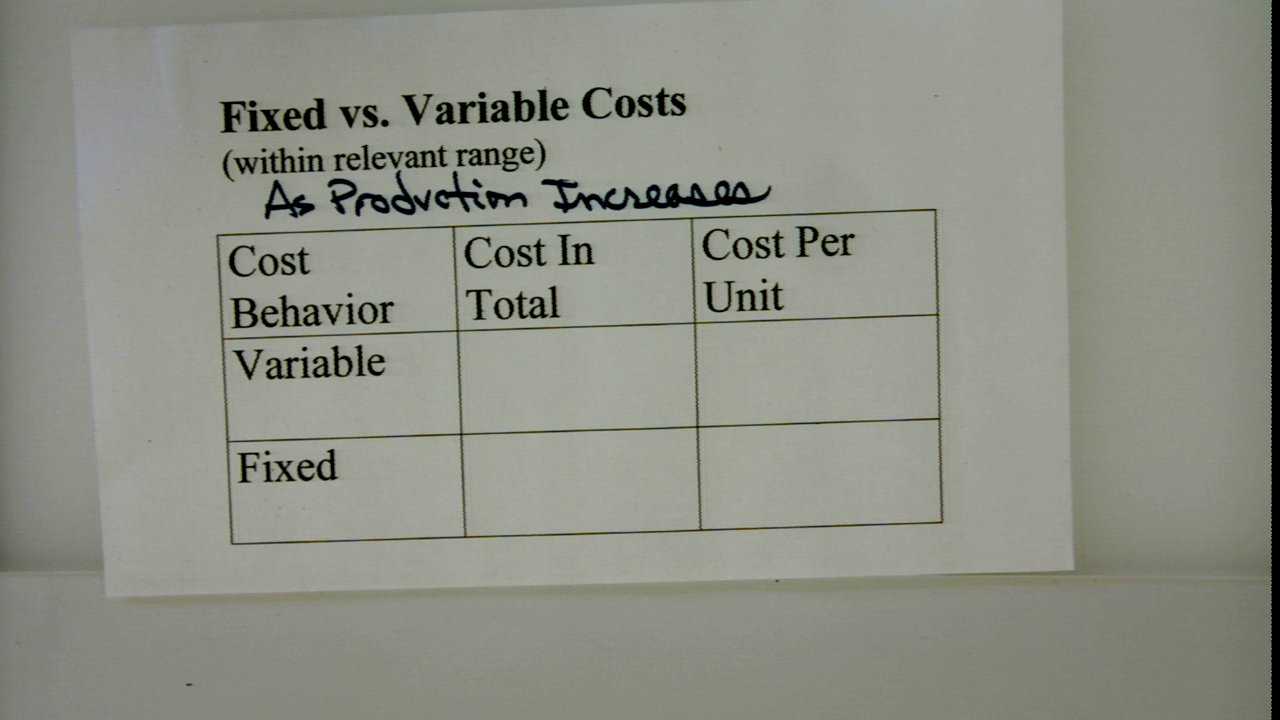 Fixed vs. Variable Costs
(within relevant range)
As Production Increases
Cost Behavior
Cost In Total
Cost Per Unit
Variable
Fixed